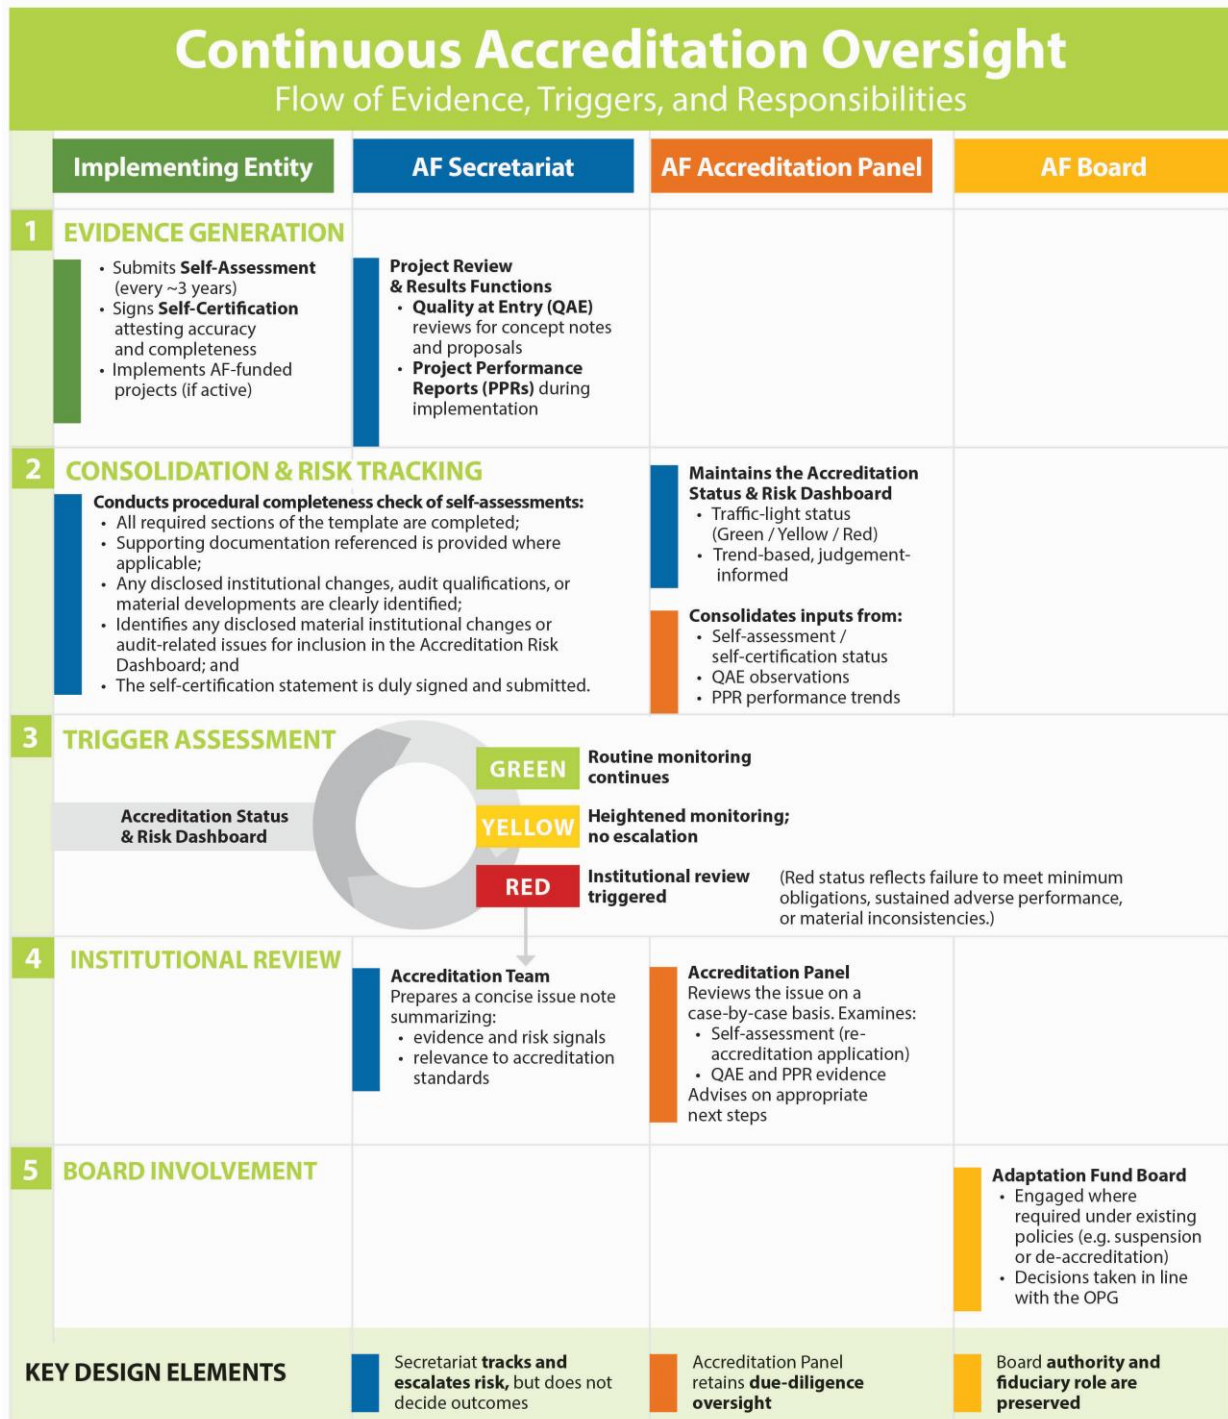 Continuous Accreditation Oversight
Flow of Evidence, Triggers, and Responsibilities
Implementing Entity
AF Secretariat
AF Accreditation Panel
AF Board
1 EVIDENCE GENERATION
• Submits Self-Assessment
(every ~3 years)
• Signs Self-Certification
attesting accuracy
and completeness
• Implements AF-funded
projects (if active)
Project Review
& Results Functions
• Quality at Entry (QAE)
reviews for concept notes
and proposals
• Project Performance
Reports (PPRs) during
implementation
2 CONSOLIDATION & RISK TRACKING
Conducts procedural completeness check of self-assessments:
• All required sections of the template are completed;
• Supporting documentation referenced is provided where
applicable;
• Any disclosed institutional changes, audit qualifications, or
material developments are clearly identified;
• Identifies any disclosed material institutional changes or
audit-related issues for inclusion in the Accreditation Risk
Dashboard; and
• The self-certification statement is duly signed and submitted.
Maintains the Accreditation
Status & Risk Dashboard
• Traffic-light status
(Green / Yellow / Red)
• Trend-based, judgement-
informed
Consolidates inputs from:
• Self-assessment /
self-certification status
• QAE observations
• PPR performance trends
3 TRIGGER ASSESSMENT
Accreditation Status
& Risk Dashboard
GREEN
Routine monitoring
continues
YELLOW
Heightened monitoring;
no escalation
RED
Institutional review
triggered
(Red status reflects failure to meet minimum
obligations, sustained adverse performance,
or material inconsistencies.)
4 INSTITUTIONAL REVIEW
Accreditation Team
Prepares a concise issue note
summarizing:
• evidence and risk signals
• relevance to accreditation
standards
Accreditation Panel
Reviews the issue on a
case-by-case basis. Examines:
• Self-assessment (re-
accreditation application)
• QAE and PPR evidence
Advises on appropriate
next steps
5 BOARD INVOLVEMENT
Adaptation Fund Board
• Engaged where
required under existing
policies (e.g. suspension
or de-accreditation)
• Decisions taken in line
with the OPG
KEY DESIGN ELEMENTS
Secretariat tracks and
escalates risk, but does not
decide outcomes
Accreditation Panel
retains due-diligence
oversight
Board authority and
fiduciary role are
preserved